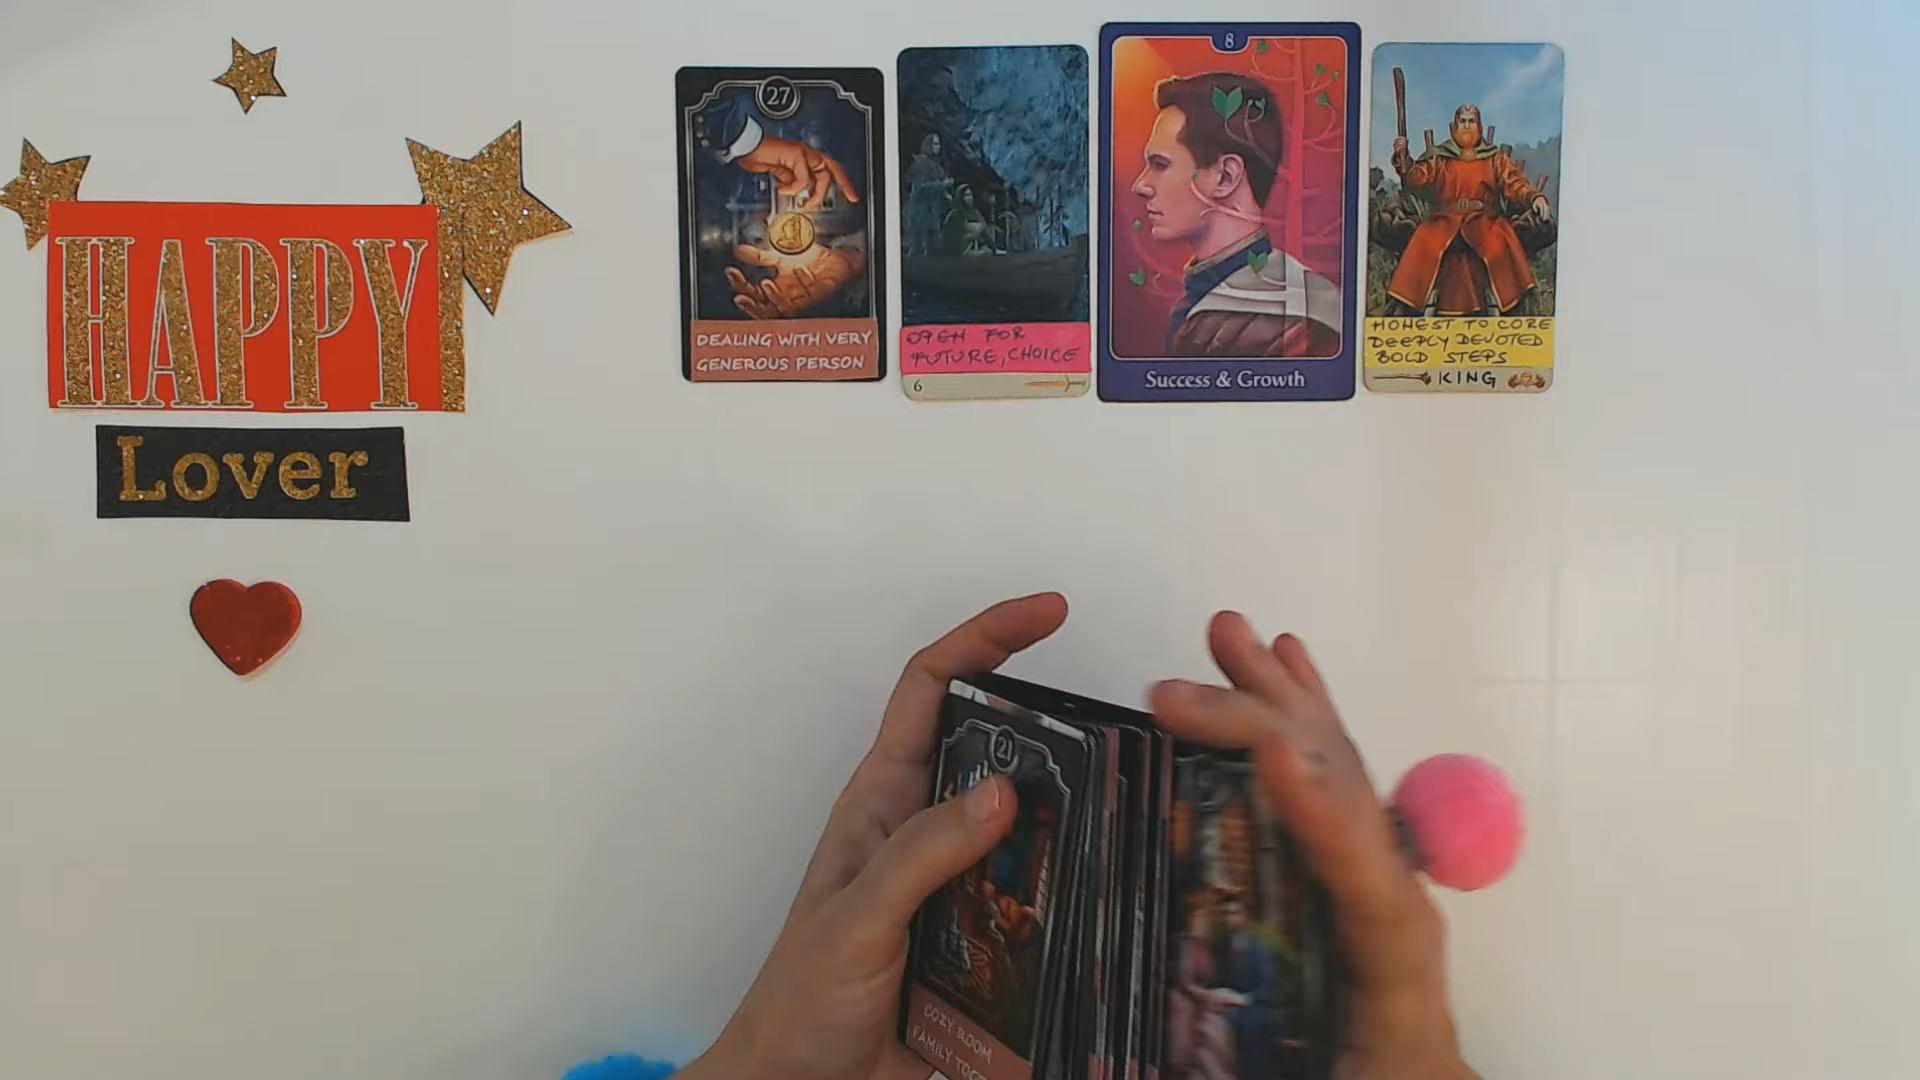 HAPPY
Lover
27
DEALING WITH VERY
GENEROUS PERSON
OPEN FOR
FUTURE, CHOICE
6
8
Success & Growth
HONEST TO CORE
DEEPLY DEVOTED
BOLD STEPS
KING
21
COZY ROOM
FAMILY